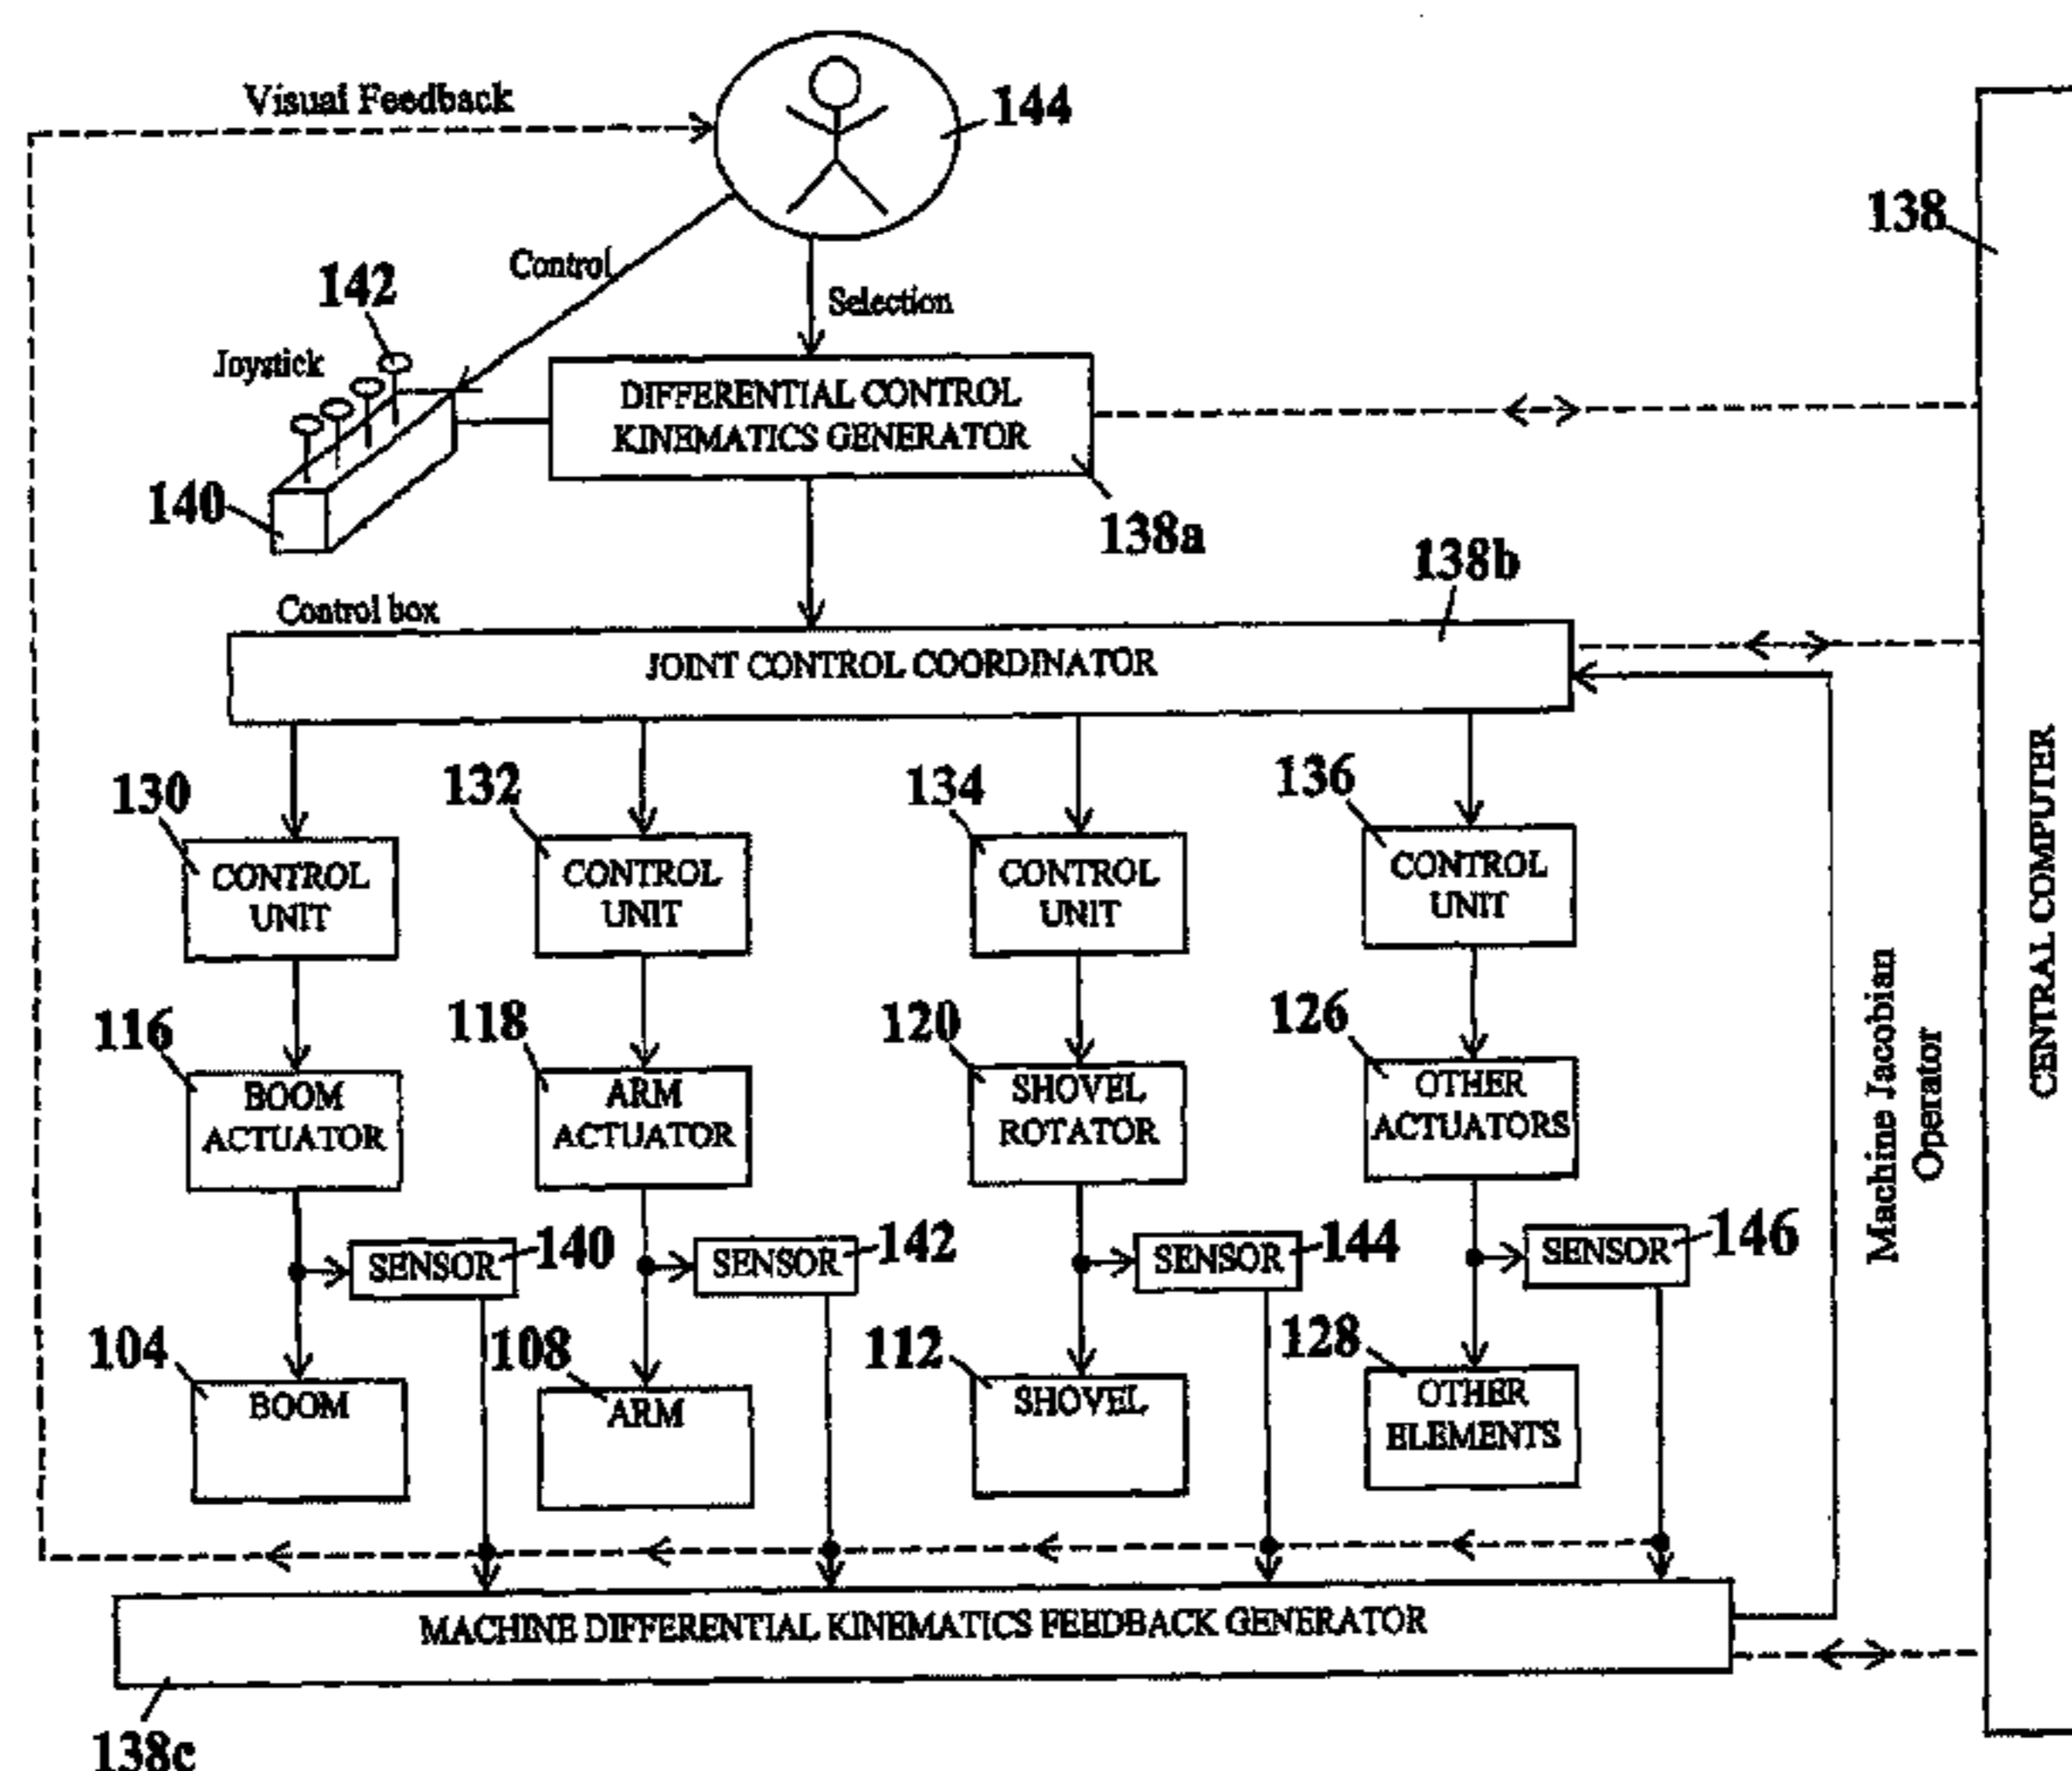 Visual Feedback
144
138
Control
142
Selection
Joystick
DIFFERENTIAL CONTROL
KINEMATICS GENERATOR
140
138a
138b
Control box
JOINT CONTROL COORDINATOR
130
132
134
136
CONTROL
UNIT
CONTROL
UNIT
CONTROL
UNIT
CONTROL
UNIT
CENTRAL COMPUTER
Machine Jacobian
Operator
116
118
120
126
BOOM
ACTUATOR
ARM
ACTUATOR
SHOVEL
ROTATOR
OTHER
ACTUATORS
SENSOR
140
SENSOR
142
SENSOR
144
SENSOR
146
104
108
112
128
BOOM
ARM
SHOVEL
OTHER
ELEMENTS
MACHINE DIFFERENTIAL KINEMATICS FEEDBACK GENERATOR
138c